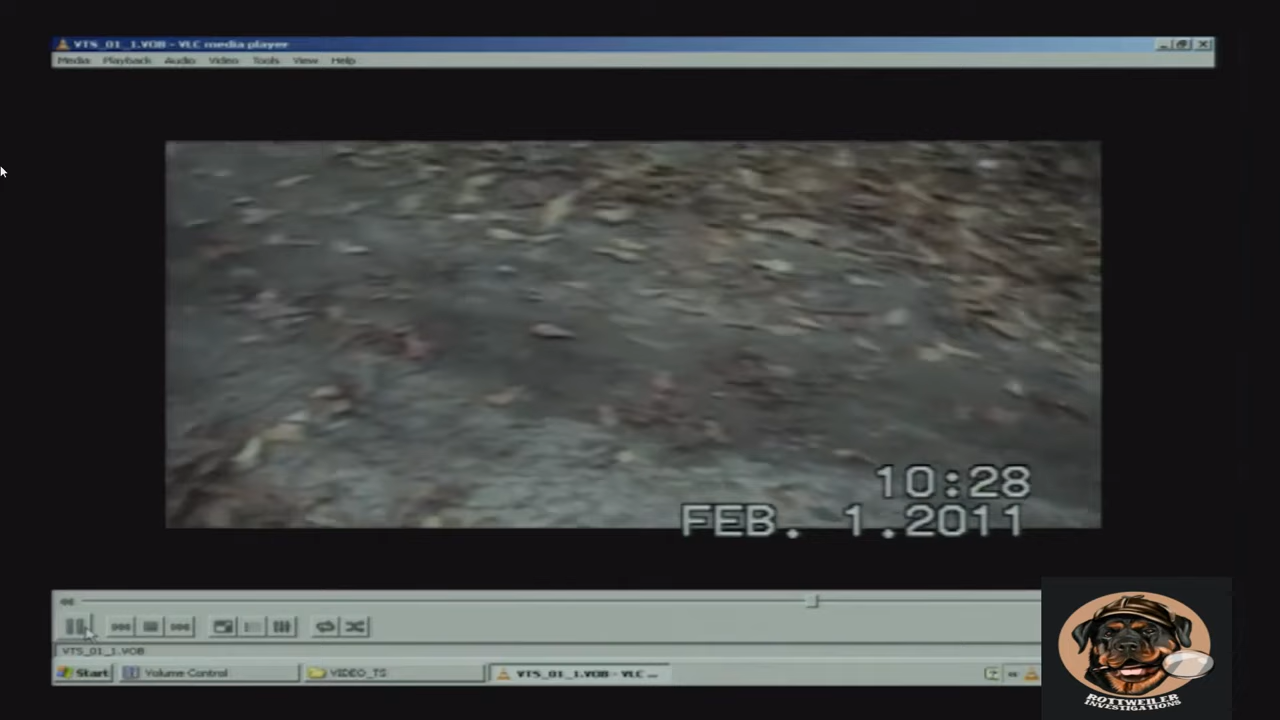 VTS_01_1.VOB - VLC media player
Media Playback Audio Video Tools View Help
10:28
FEB. 1.2011
VTS_01_1.VOB
Start Volume Control VIDEO_TS VTS_01_1.VOB - VLC ...
ROTTWEILER
INVESTIGATIONS